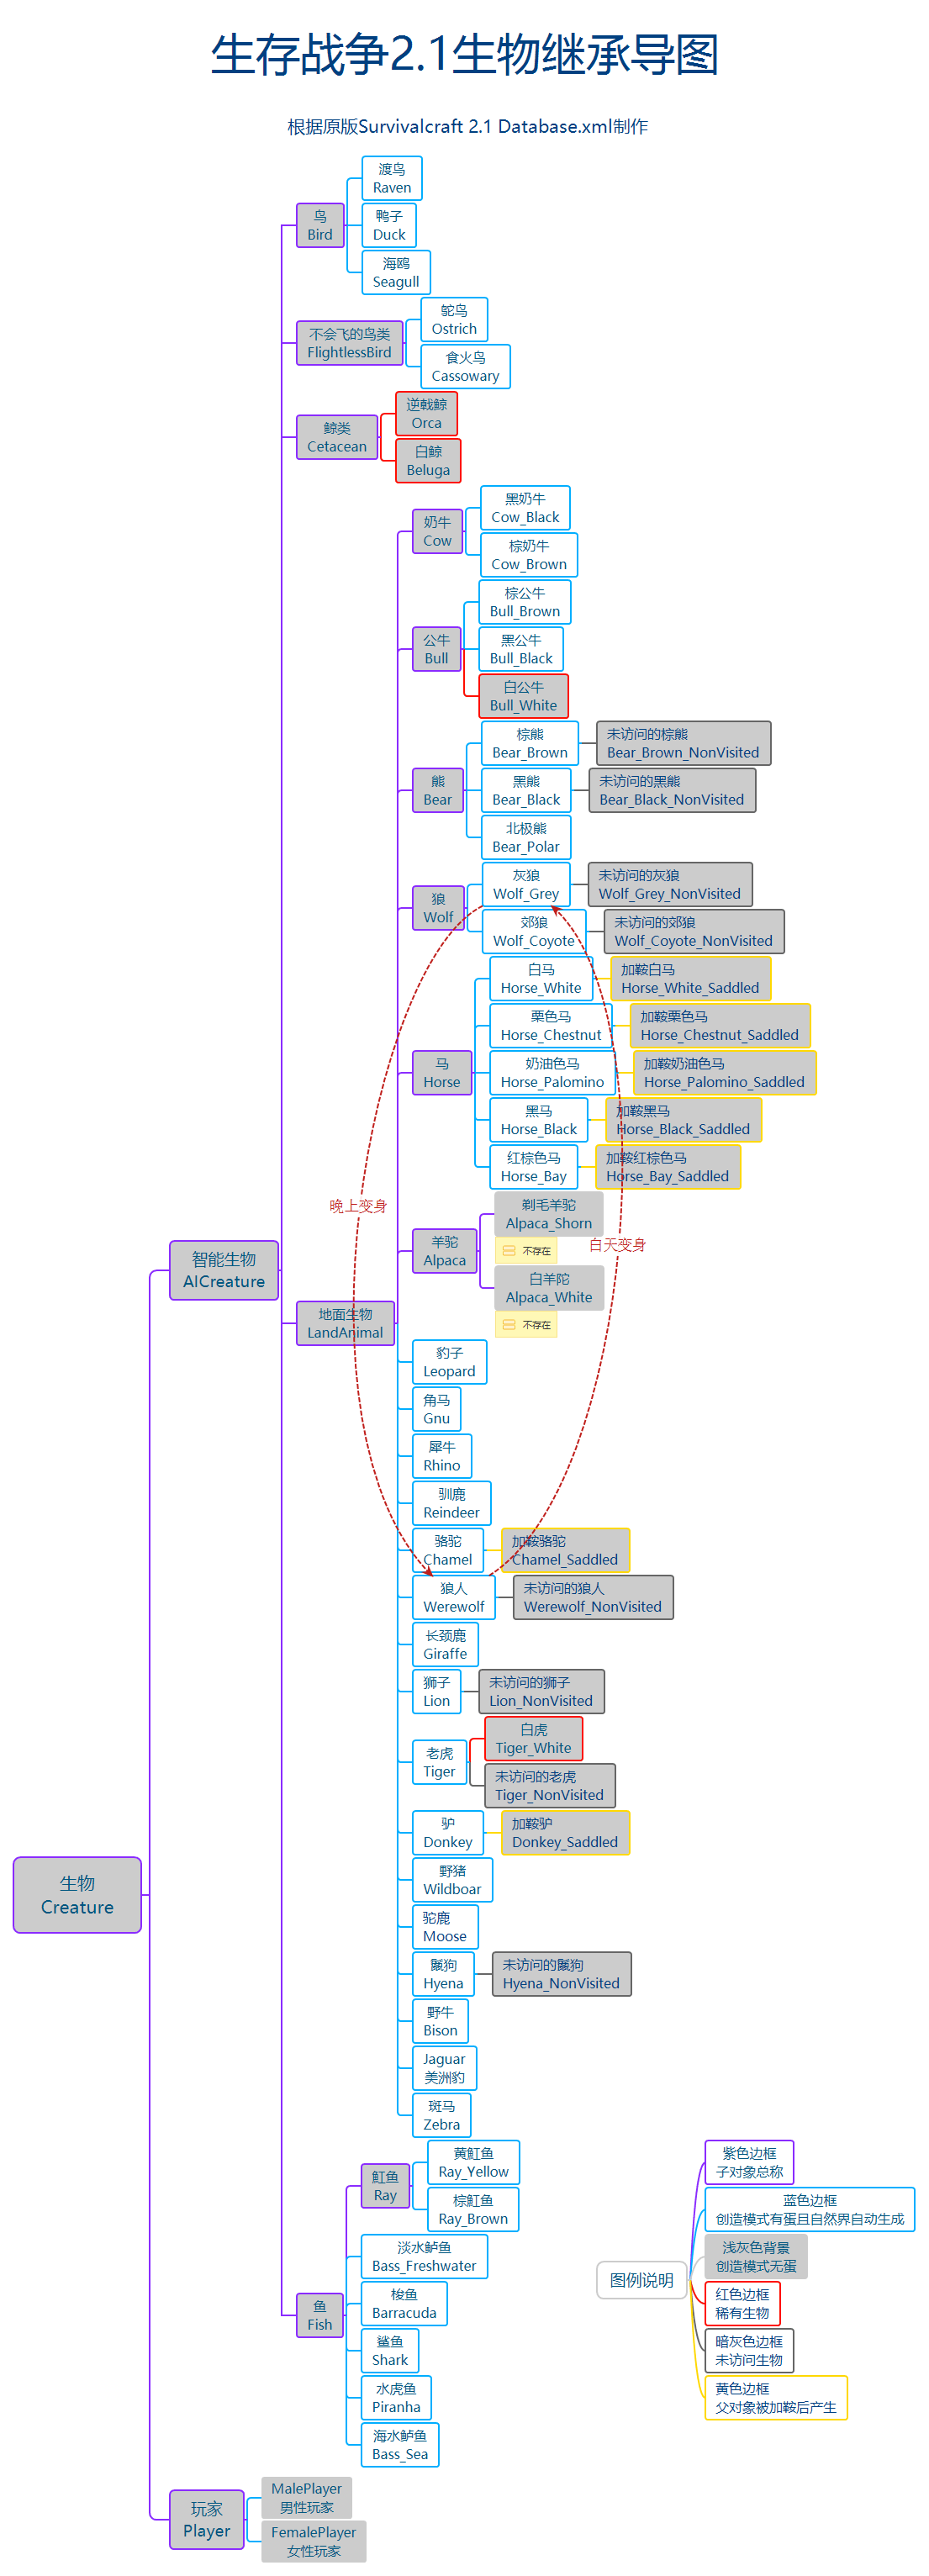 生存战争2.1生物继承导图
根据原版Survivalcraft 2.1 Database.xml制作
渡鸟
Raven
鸟
Bird
鸭子
Duck
海鸥
Seagull
不会飞的鸟类
FlightlessBird
鸵鸟
Ostrich
食火鸟
Cassowary
鲸类
Cetacean
逆戟鲸
Orca
白鲸
Beluga
奶牛
Cow
黑奶牛
Cow_Black
棕奶牛
Cow_Brown
公牛
Bull
棕公牛
Bull_Brown
黑公牛
Bull_Black
白公牛
Bull_White
熊
Bear
棕熊
Bear_Brown
未访问的棕熊
Bear_Brown_NonVisited
黑熊
Bear_Black
未访问的黑熊
Bear_Black_NonVisited
北极熊
Bear_Polar
狼
Wolf
灰狼
Wolf_Grey
未访问的灰狼
Wolf_Grey_NonVisited
郊狼
Wolf_Coyote
未访问的郊狼
Wolf_Coyote_NonVisited
马
Horse
白马
Horse_White
加鞍白马
Horse_White_Saddled
栗色马
Horse_Chestnut
加鞍栗色马
Horse_Chestnut_Saddled
奶油色马
Horse_Palomino
加鞍奶油色马
Horse_Palomino_Saddled
黑马
Horse_Black
加鞍黑马
Horse_Black_Saddled
红棕色马
Horse_Bay
加鞍红棕色马
Horse_Bay_Saddled
晚上变身
白天变身
羊驼
Alpaca
剃毛羊驼
Alpaca_Shorn
不存在
白羊陀
Alpaca_White
不存在
智能生物
AICreature
地面生物
LandAnimal
豹子
Leopard
角马
Gnu
犀牛
Rhino
驯鹿
Reindeer
骆驼
Chamel
加鞍骆驼
Chamel_Saddled
狼人
Werewolf
未访问的狼人
Werewolf_NonVisited
长颈鹿
Giraffe
狮子
Lion
未访问的狮子
Lion_NonVisited
老虎
Tiger
白虎
Tiger_White
未访问的老虎
Tiger_NonVisited
驴
Donkey
加鞍驴
Donkey_Saddled
生物
Creature
野猪
Wildboar
驼鹿
Moose
鬣狗
Hyena
未访问的鬣狗
Hyena_NonVisited
野牛
Bison
Jaguar
美洲豹
斑马
Zebra
魟鱼
Ray
黄魟鱼
Ray_Yellow
棕魟鱼
Ray_Brown
鱼
Fish
淡水鲈鱼
Bass_Freshwater
梭鱼
Barracuda
鲨鱼
Shark
水虎鱼
Piranha
海水鲈鱼
Bass_Sea
玩家
Player
MalePlayer
男性玩家
FemalePlayer
女性玩家
图例说明
紫色边框
子对象总称
蓝色边框
创造模式有蛋且自然界自动生成
浅灰色背景
创造模式无蛋
红色边框
稀有生物
暗灰色边框
未访问生物
黄色边框
父对象被加鞍后产生